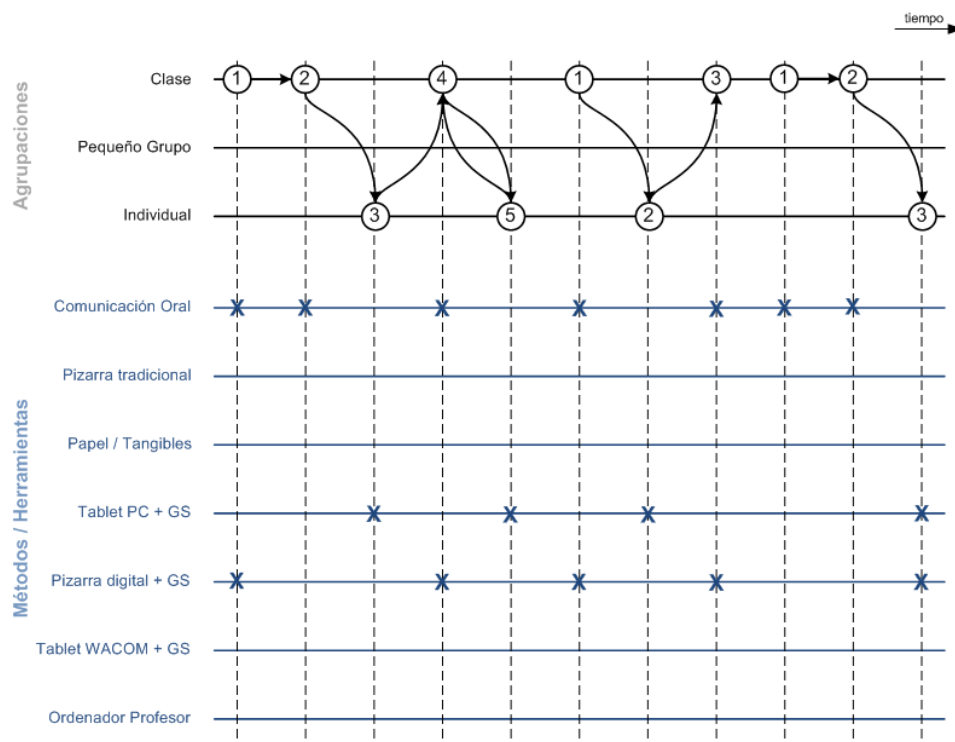 tiempo
Agrupaciones
Clase 1 2 4 1 3 1 2
Pequeño Grupo
Individual 3 5 2 3
Métodos / Herramientas
Comunicación Oral X X X X X X X
Pizarra tradicional
Papel / Tangibles
Tablet PC + GS X X X X
Pizarra digital + GS X X X X X
Tablet WACOM + GS
Ordenador Profesor